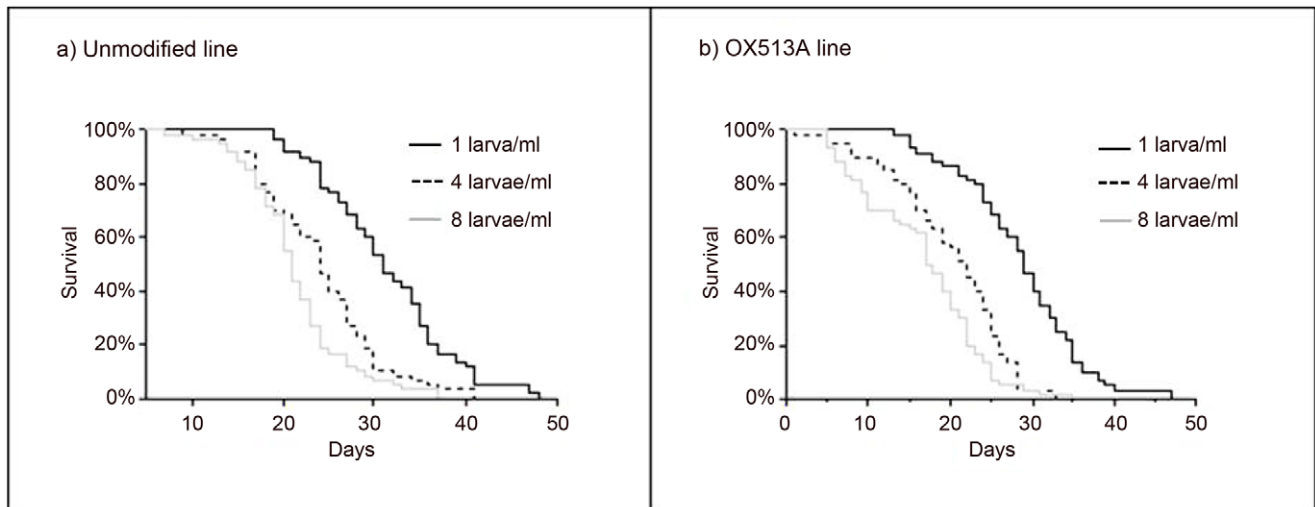 a) Unmodified line
100%
80%
60%
40%
20%
0%
Survival
10
20
30
40
50
Days
1 larva/ml
4 larvae/ml
8 larvae/ml
b) OX513A line
100%
80%
60%
40%
20%
0%
Survival
0
10
20
30
40
50
Days
1 larva/ml
4 larvae/ml
8 larvae/ml